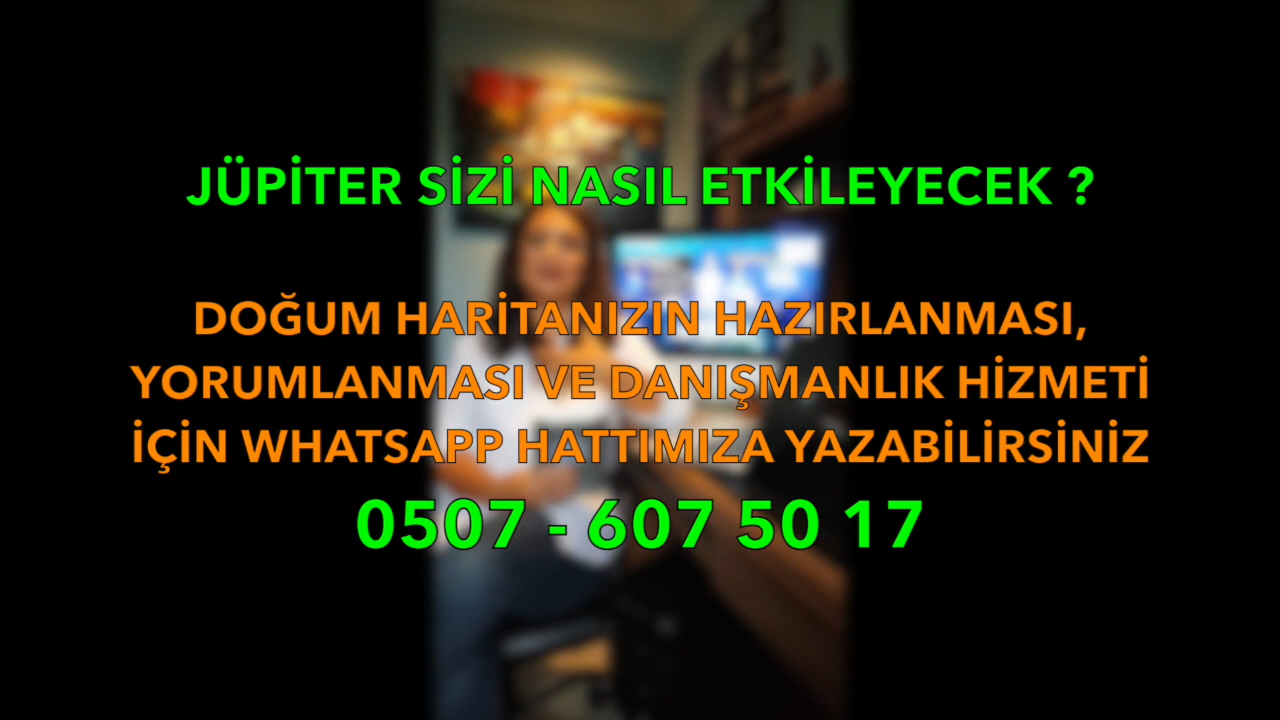 JÜPİTER SİZİ NASIL ETKİLEYECEK ?
DOĞUM HARİTANIZIN HAZIRLANMASI,
YORUMLANMASI VE DANIŞMANLIK HİZMETİ
İÇİN WHATSAPP HATTIMIZA YAZABİLİRSİNİZ
0507 - 607 50 17